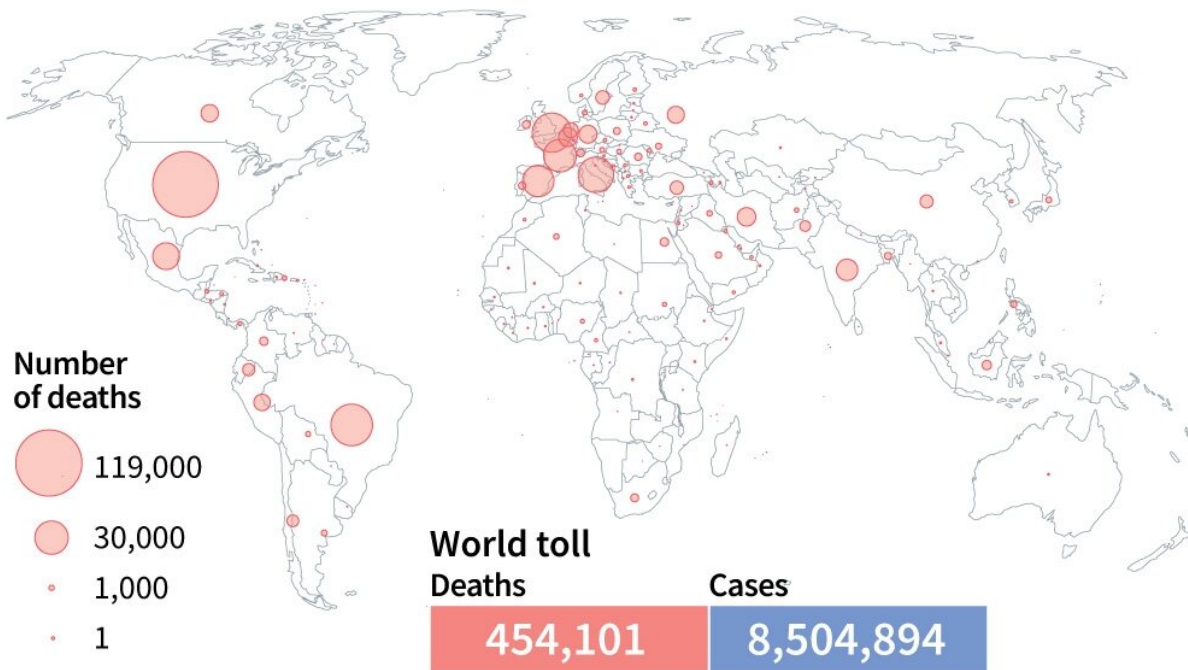 Number
of deaths
119,000
30,000
1,000
1
World toll
Deaths
Cases
454,101
8,504,894